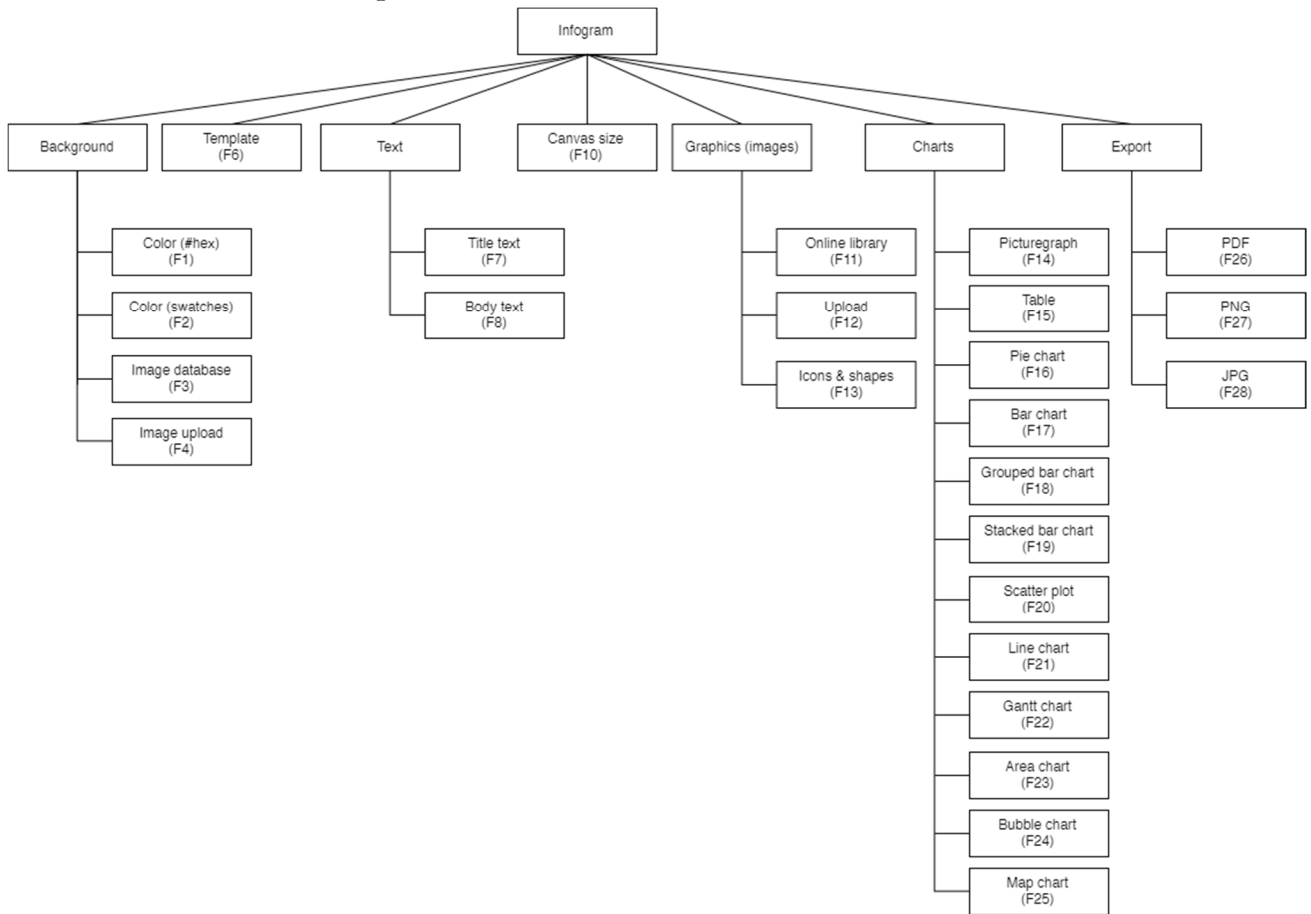 Infogram
Background
Template
(F6)
Text
Canvas size
(F10)
Graphics (images)
Charts
Export
Color (#hex)
(F1)
Color (swatches)
(F2)
Image database
(F3)
Image upload
(F4)
Title text
(F7)
Body text
(F8)
Online library
(F11)
Upload
(F12)
Icons & shapes
(F13)
Picturegraph
(F14)
Table
(F15)
Pie chart
(F16)
Bar chart
(F17)
Grouped bar chart
(F18)
Stacked bar chart
(F19)
Scatter plot
(F20)
Line chart
(F21)
Gantt chart
(F22)
Area chart
(F23)
Bubble chart
(F24)
Map chart
(F25)
PDF
(F26)
PNG
(F27)
JPG
(F28)